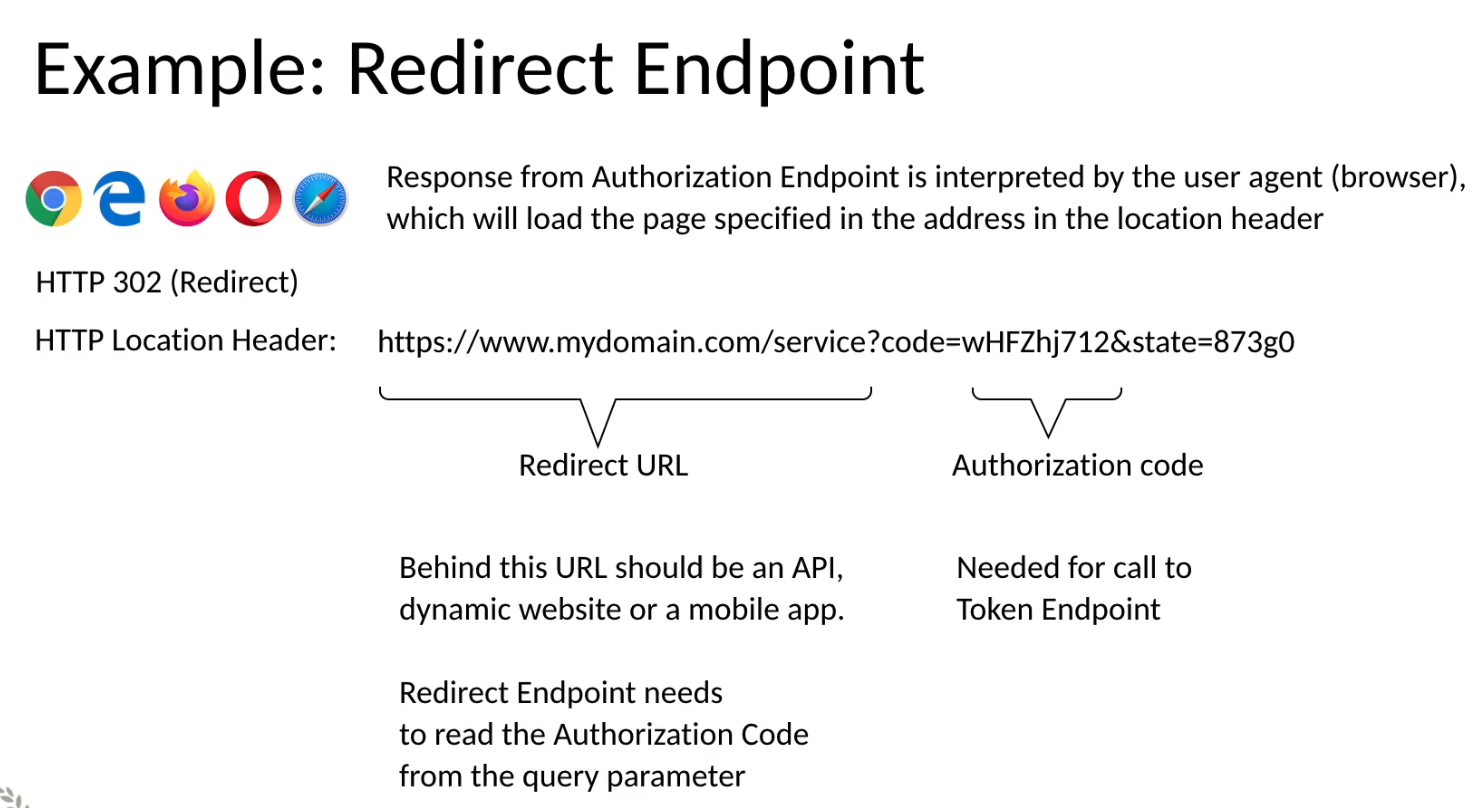 Example: Redirect Endpoint
Response from Authorization Endpoint is interpreted by the user agent (browser),
which will load the page specified in the address in the location header
HTTP 302 (Redirect)
HTTP Location Header: https://www.mydomain.com/service?code=wHFZhj712&state=873g0
Redirect URL
Authorization code
Behind this URL should be an API,
dynamic website or a mobile app.
Needed for call to
Token Endpoint
Redirect Endpoint needs
to read the Authorization Code
from the query parameter